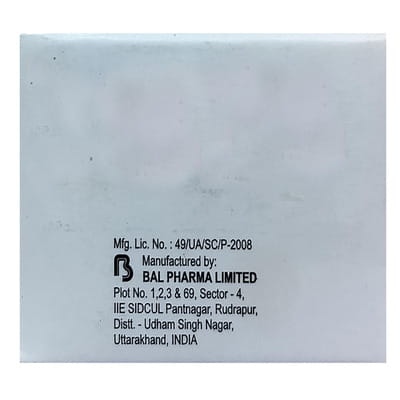 Mfg. Lic. No. : 49/UA/SC/P-2008
Manufactured by:
BAL PHARMA LIMITED
Plot No. 1,2,3 & 69, Sector - 4,
IIE SIDCUL Pantnagar, Rudrapur,
Distt. - Udham Singh Nagar,
Uttarakhand, INDIA